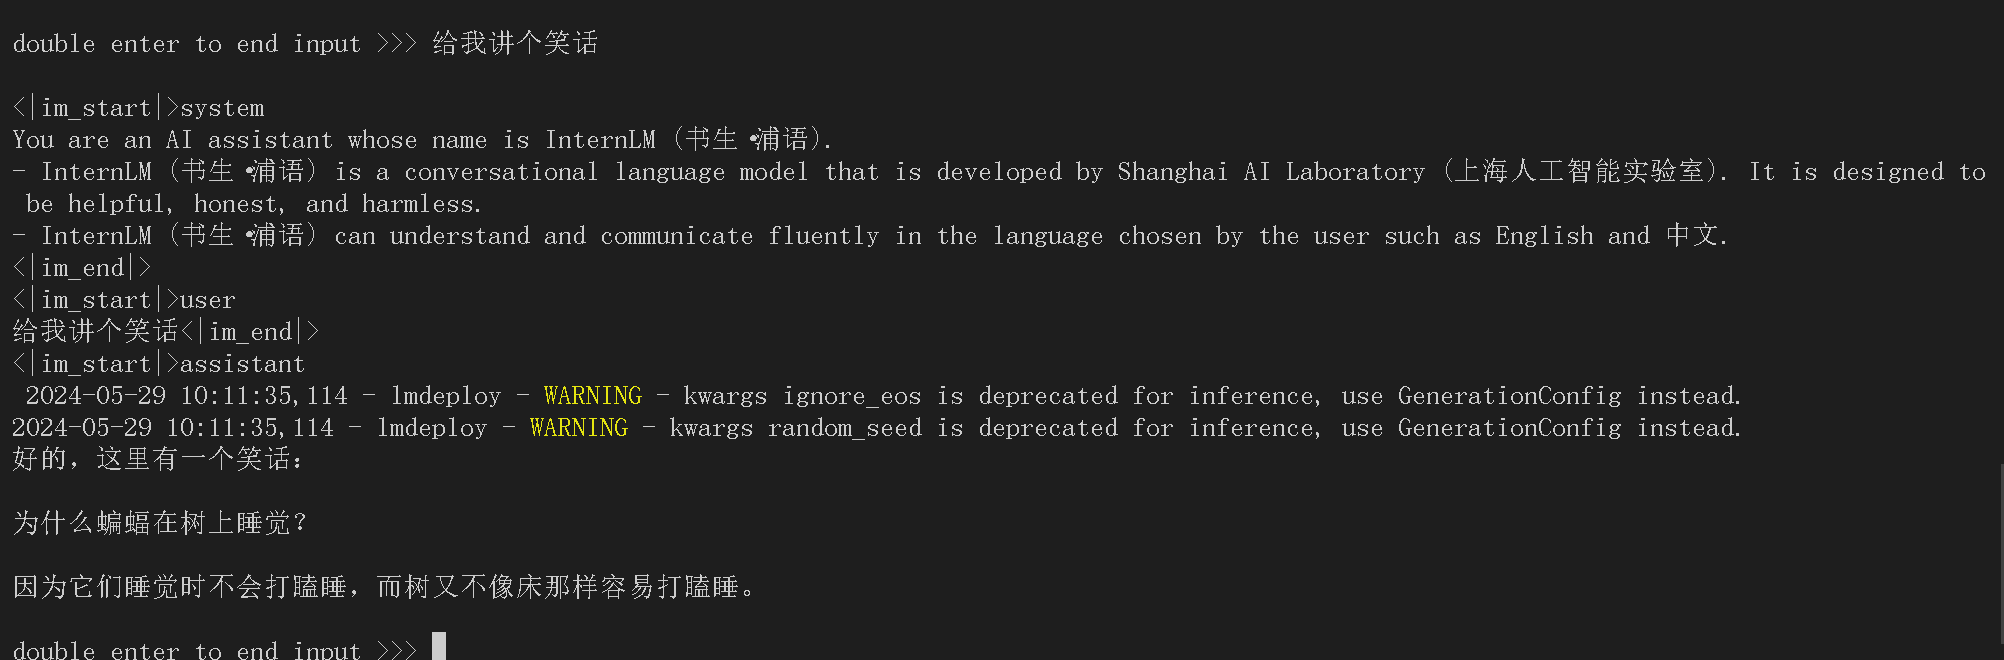 double enter to end input >>> 给我讲个笑话
<|im_start|>system
You are an AI assistant whose name is InternLM (书生·浦语).
- InternLM (书生·浦语) is a conversational language model that is developed by Shanghai AI Laboratory (上海人工智能实验室). It is designed to
be helpful, honest, and harmless.
- InternLM (书生·浦语) can understand and communicate fluently in the language chosen by the user such as English and 中文.
<|im_end|>
<|im_start|>user
给我讲个笑话<|im_end|>
<|im_start|>assistant
2024-05-29 10:11:35,114 - lmdeploy - WARNING - kwargs ignore_eos is deprecated for inference, use GenerationConfig instead.
2024-05-29 10:11:35,114 - lmdeploy - WARNING - kwargs random_seed is deprecated for inference, use GenerationConfig instead.
好的，这里有一个笑话：
为什么蝙蝠在树上睡觉？
因为它们睡觉时不会打瞌睡，而树又不像床那样容易打瞌睡。
double enter to end input >>>